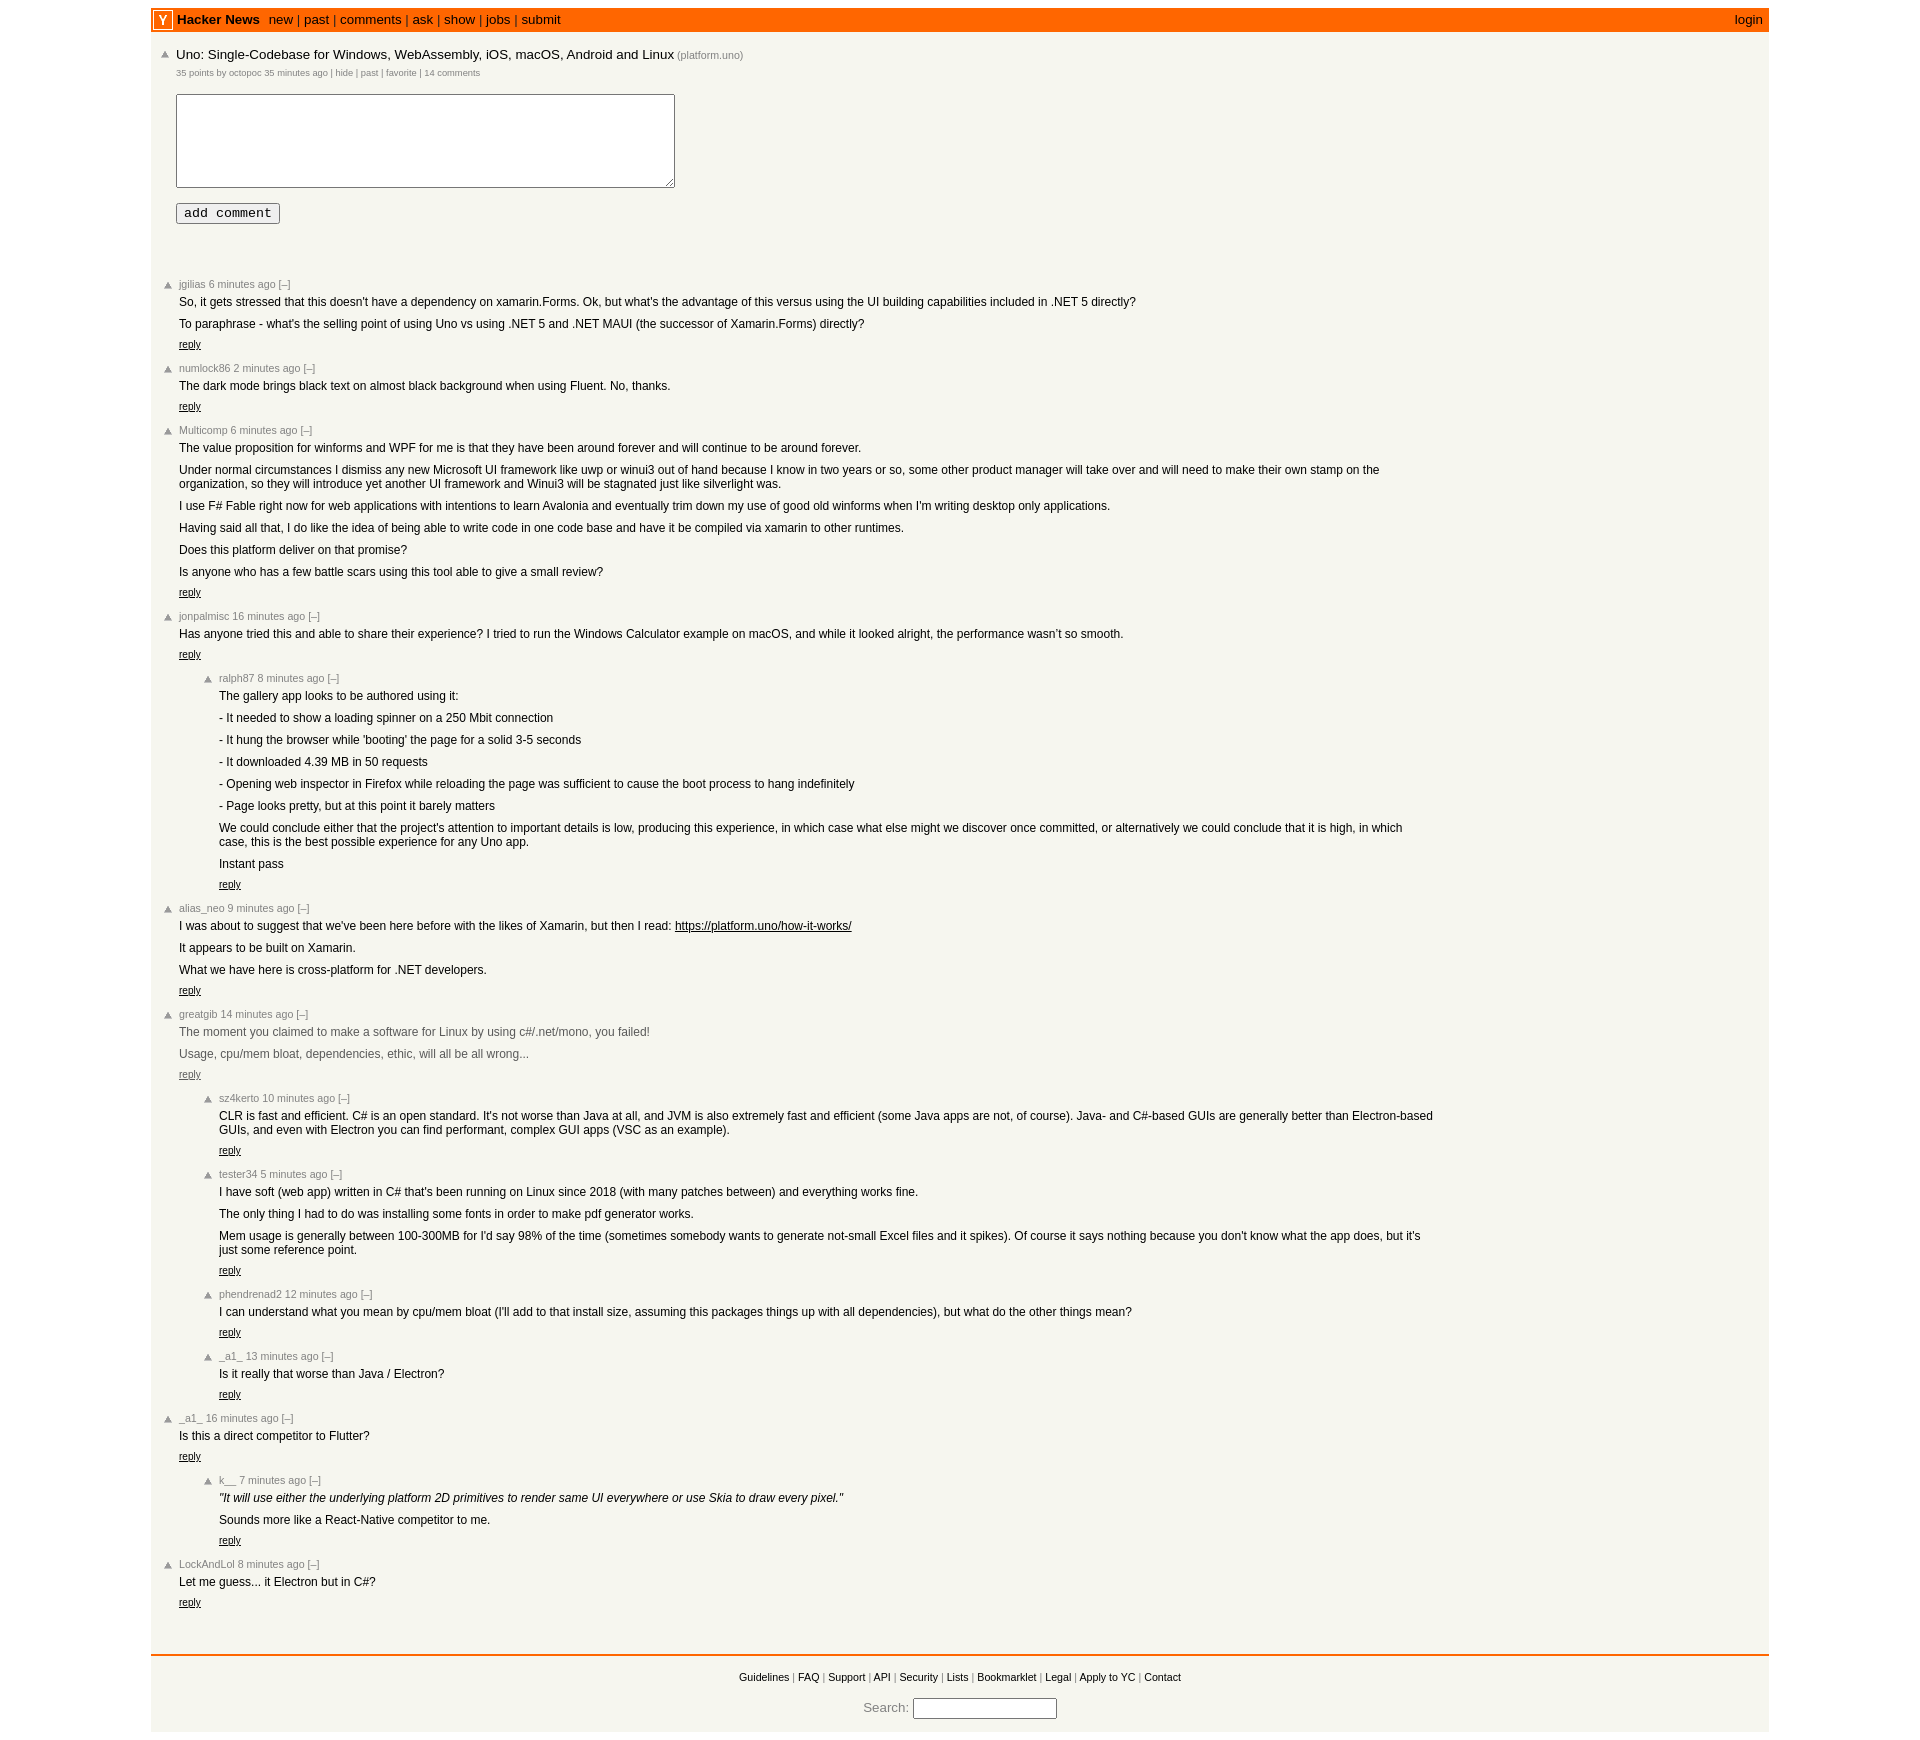 Y Hacker News new | past | comments | ask | show | jobs | submit login
Uno: Single-Codebase for Windows, WebAssembly, iOS, macOS, Android and Linux (platform.uno)
35 points by octopoc 35 minutes ago | hide | past | favorite | 14 comments
add comment
jgilias 6 minutes ago [–]
So, it gets stressed that this doesn't have a dependency on xamarin.Forms. Ok, but what's the advantage of this versus using the UI building capabilities included in .NET 5 directly?
To paraphrase - what's the selling point of using Uno vs using .NET 5 and .NET MAUI (the successor of Xamarin.Forms) directly?
reply
numlock86 2 minutes ago [–]
The dark mode brings black text on almost black background when using Fluent. No, thanks.
reply
Multicomp 6 minutes ago [–]
The value proposition for winforms and WPF for me is that they have been around forever and will continue to be around forever.
Under normal circumstances I dismiss any new Microsoft UI framework like uwp or winui3 out of hand because I know in two years or so, some other product manager will take over and will need to make their own stamp on the
organization, so they will introduce yet another UI framework and Winui3 will be stagnated just like silverlight was.
I use F# Fable right now for web applications with intentions to learn Avalonia and eventually trim down my use of good old winforms when I'm writing desktop only applications.
Having said all that, I do like the idea of being able to write code in one code base and have it be compiled via xamarin to other runtimes.
Does this platform deliver on that promise?
Is anyone who has a few battle scars using this tool able to give a small review?
reply
jonpalmisc 16 minutes ago [–]
Has anyone tried this and able to share their experience? I tried to run the Windows Calculator example on macOS, and while it looked alright, the performance wasn’t so smooth.
reply
ralph87 8 minutes ago [–]
The gallery app looks to be authored using it:
- It needed to show a loading spinner on a 250 Mbit connection
- It hung the browser while 'booting' the page for a solid 3-5 seconds
- It downloaded 4.39 MB in 50 requests
- Opening web inspector in Firefox while reloading the page was sufficient to cause the boot process to hang indefinitely
- Page looks pretty, but at this point it barely matters
We could conclude either that the project's attention to important details is low, producing this experience, in which case what else might we discover once committed, or alternatively we could conclude that it is high, in which
case, this is the best possible experience for any Uno app.
Instant pass
reply
alias_neo 9 minutes ago [–]
I was about to suggest that we've been here before with the likes of Xamarin, but then I read: https://platform.uno/how-it-works/
It appears to be built on Xamarin.
What we have here is cross-platform for .NET developers.
reply
greatgib 14 minutes ago [–]
The moment you claimed to make a software for Linux by using c#/.net/mono, you failed!
Usage, cpu/mem bloat, dependencies, ethic, will all be all wrong...
reply
sz4kerto 10 minutes ago [–]
CLR is fast and efficient. C# is an open standard. It's not worse than Java at all, and JVM is also extremely fast and efficient (some Java apps are not, of course). Java- and C#-based GUIs are generally better than Electron-based
GUIs, and even with Electron you can find performant, complex GUI apps (VSC as an example).
reply
tester34 5 minutes ago [–]
I have soft (web app) written in C# that's been running on Linux since 2018 (with many patches between) and everything works fine.
The only thing I had to do was installing some fonts in order to make pdf generator works.
Mem usage is generally between 100-300MB for I'd say 98% of the time (sometimes somebody wants to generate not-small Excel files and it spikes). Of course it says nothing because you don't know what the app does, but it's
just some reference point.
reply
phendrenad2 12 minutes ago [–]
I can understand what you mean by cpu/mem bloat (I'll add to that install size, assuming this packages things up with all dependencies), but what do the other things mean?
reply
_a1_ 13 minutes ago [–]
Is it really that worse than Java / Electron?
reply
_a1_ 16 minutes ago [–]
Is this a direct competitor to Flutter?
reply
k__ 7 minutes ago [–]
"It will use either the underlying platform 2D primitives to render same UI everywhere or use Skia to draw every pixel."
Sounds more like a React-Native competitor to me.
reply
LockAndLol 8 minutes ago [–]
Let me guess... it Electron but in C#?
reply
Guidelines | FAQ | Support | API | Security | Lists | Bookmarklet | Legal | Apply to YC | Contact
Search: